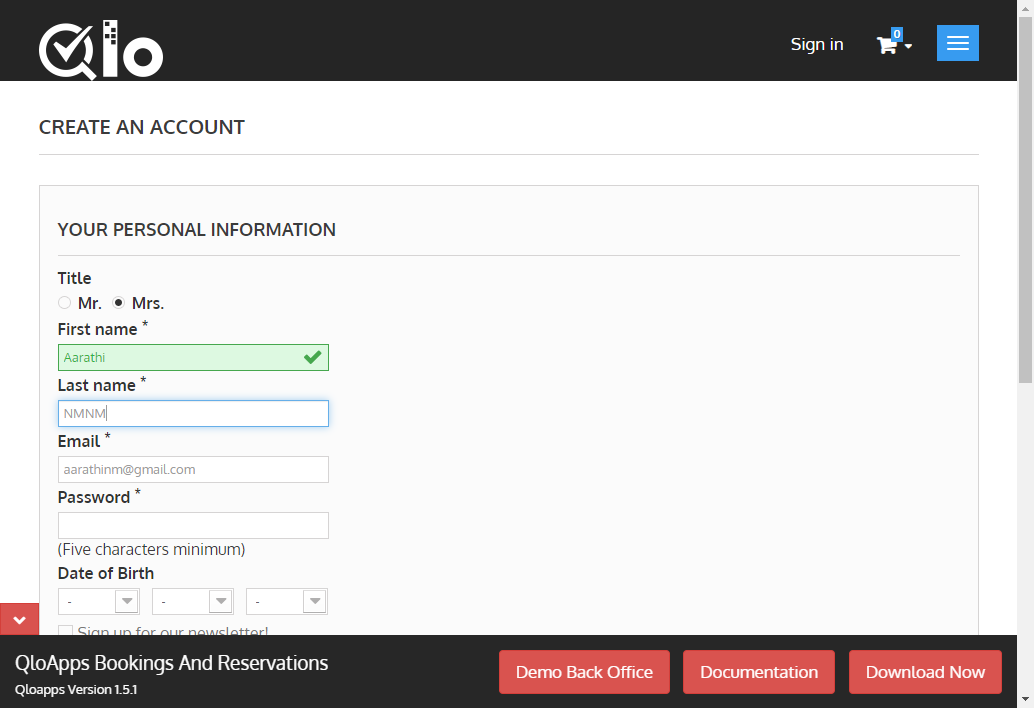 Qlo
Sign in
0
CREATE AN ACCOUNT
YOUR PERSONAL INFORMATION
Title
Mr. Mrs.
First name *
Aarathi
Last name *
NMNM
Email *
aarathinm@gmail.com
Password *
(Five characters minimum)
Date of Birth
- - -
Sign up for our newsletter!
QloApps Bookings And Reservations
Qloapps Version 1.5.1
Demo Back Office
Documentation
Download Now